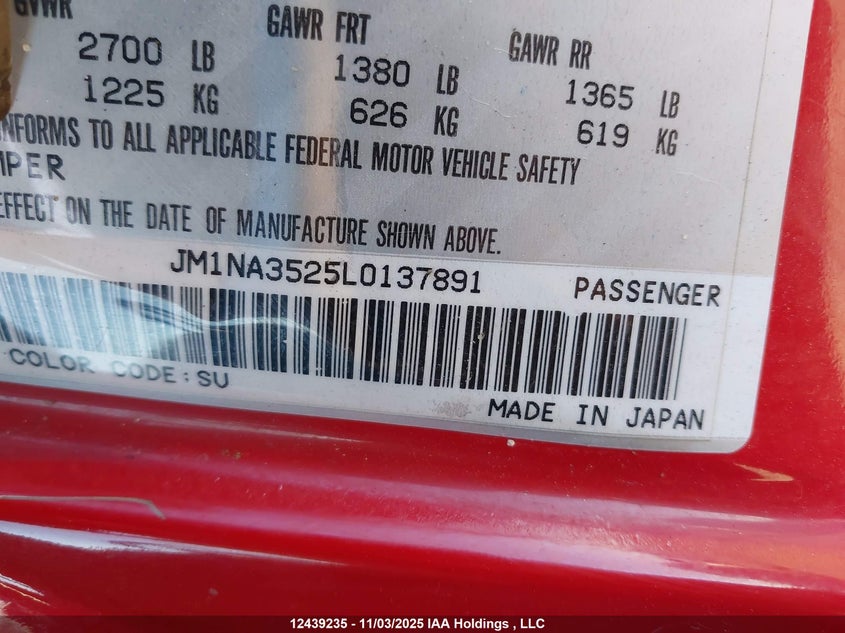 GVWR GAWR FRT GAWR RR
2700 LB 1380 LB 1365 LB
1225 KG 626 KG 619 KG
NFORMS TO ALL APPLICABLE FEDERAL MOTOR VEHICLE SAFETY
MPER
EFFECT ON THE DATE OF MANUFACTURE SHOWN ABOVE.
JM1NA3525L0137891 PASSENGER
COLOR CODE:SU
MADE IN JAPAN
12439235 - 11/03/2025 IAA Holdings , LLC